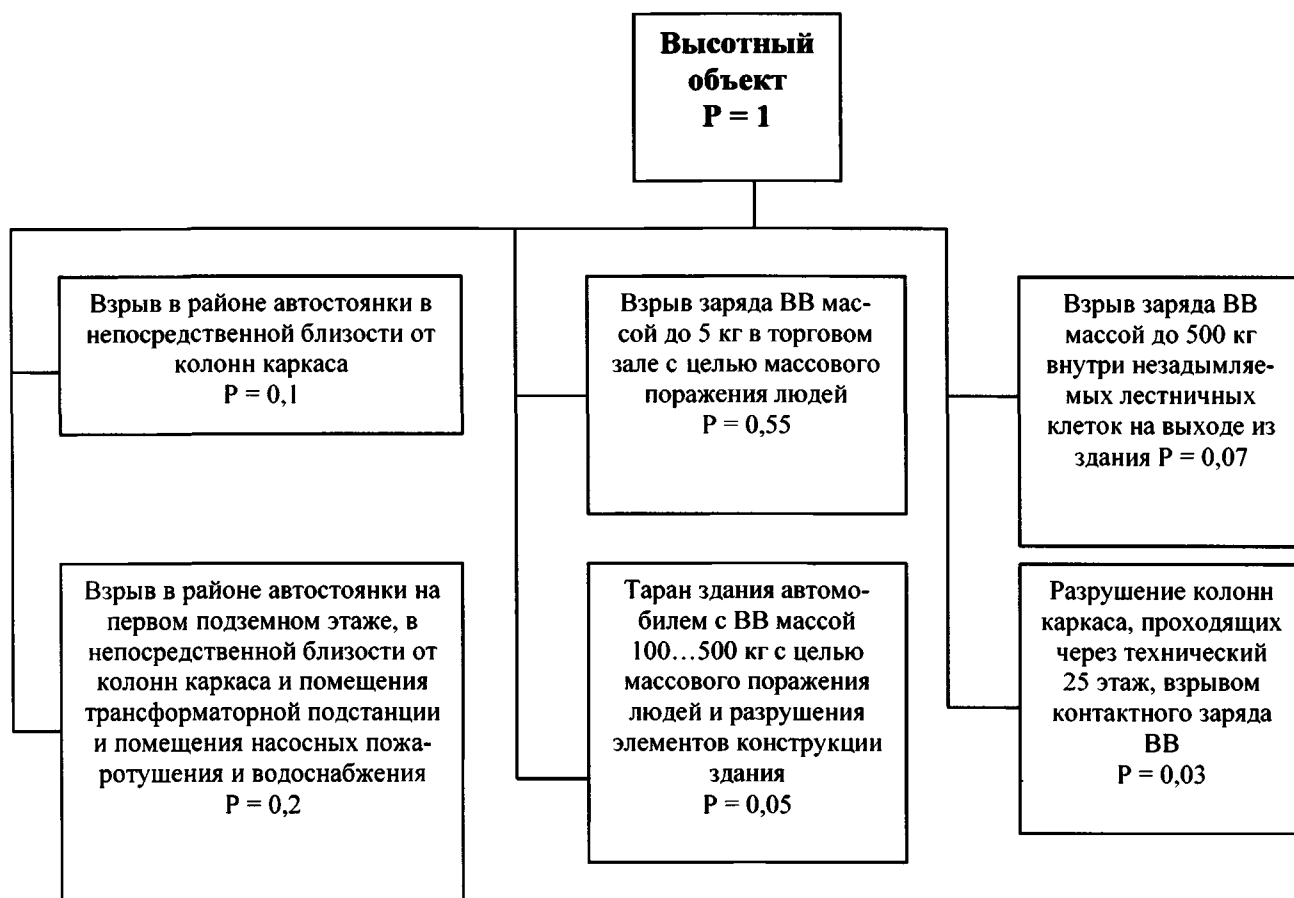 Высотный
объект
P = 1
Взрыв в районе автостоянки в
непосредственной близости от
колонн каркаса
P = 0,1
Взрыв заряда ВВ мас-
сой до 5 кг в торговом
зале с целью массового
поражения людей
P = 0,55
Взрыв заряда ВВ
массой до 500 кг
внутри незадымляе-
мых лестничных
клеток на выходе из
здания P = 0,07
Взрыв в районе автостоянки на
первом подземном этаже, в
непосредственной близости от
колонн каркаса и помещения
трансформаторной подстанции
и помещения насосных пожа-
ротушения и водоснабжения
P = 0,2
Таран здания автомо-
билем с ВВ массой
100...500 кг с целью
массового поражения
людей и разрушения
элементов конструкции
здания
P = 0,05
Разрушение колонн
каркаса, проходящих
через технический
25 этаж, взрывом
контактного заряда
ВВ
P = 0,03